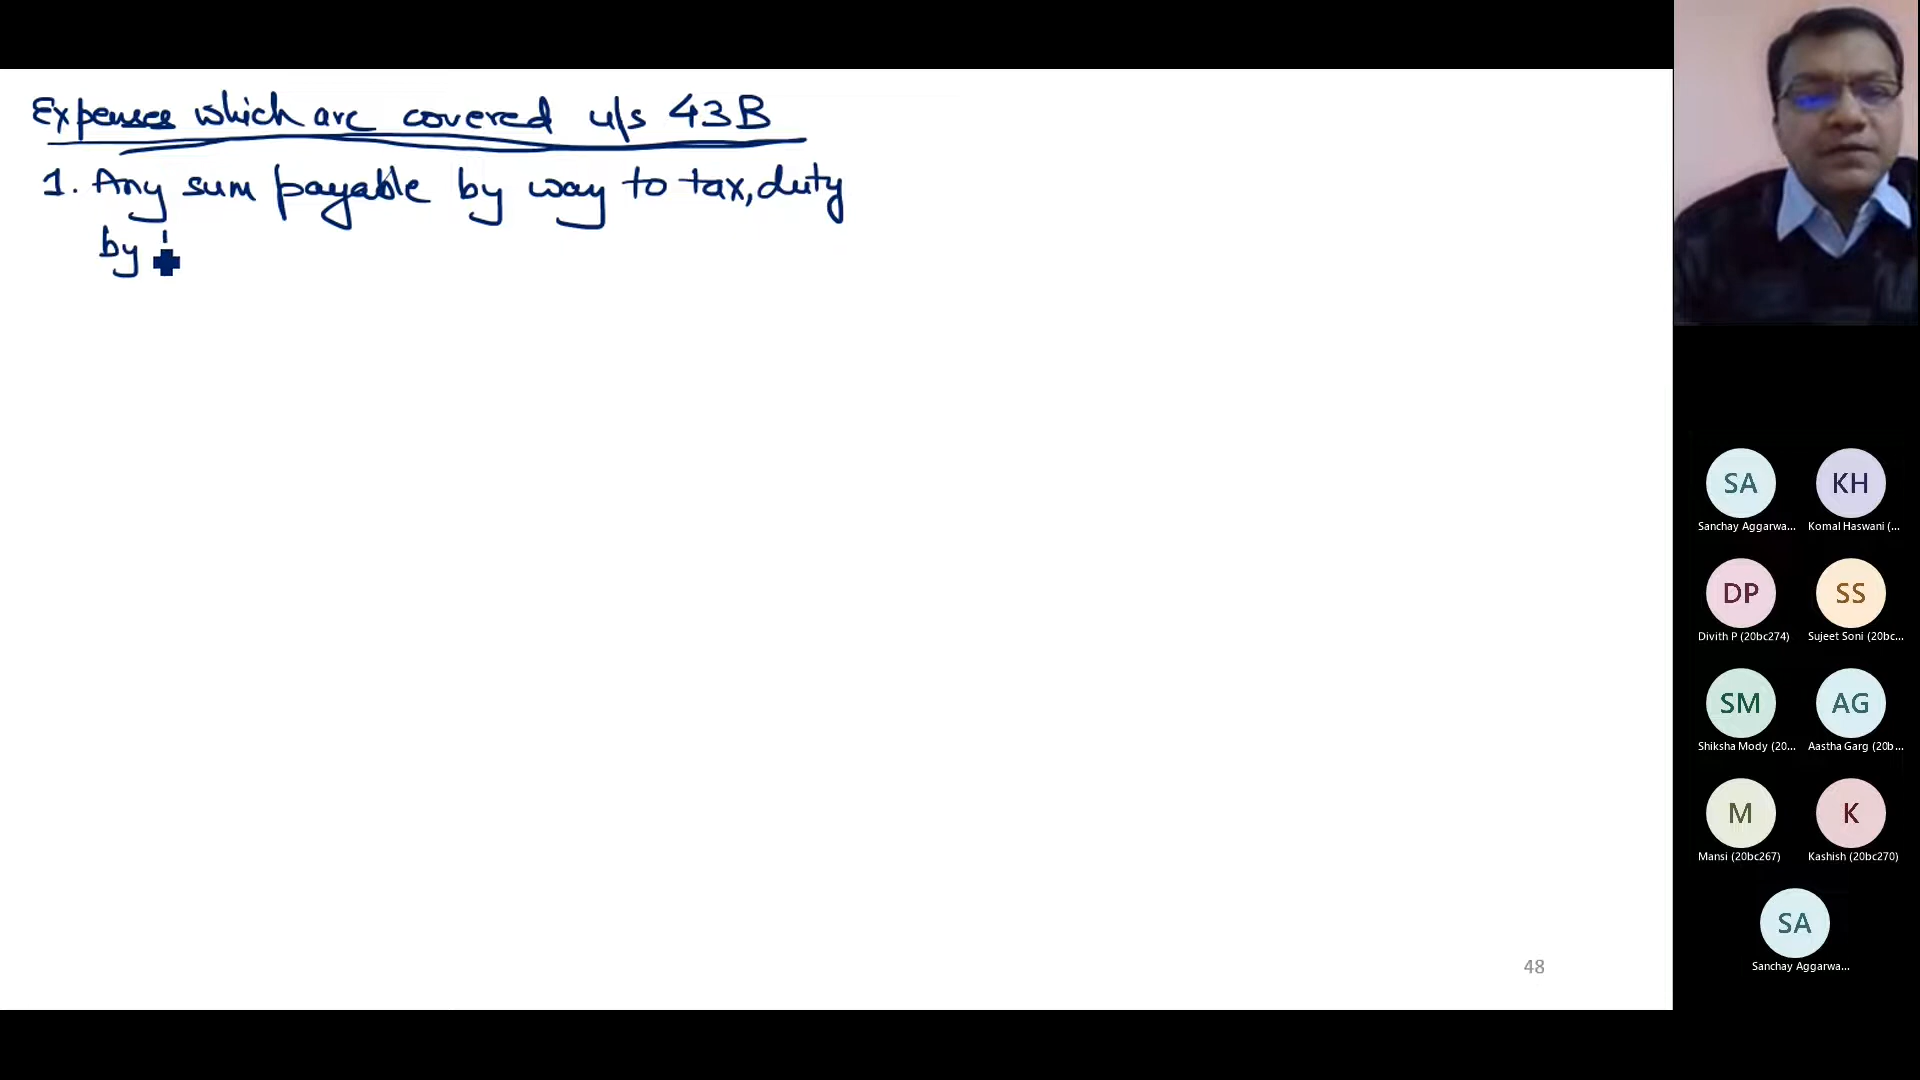 Expenses which are covered u/s 43B
1. Any sum payable by way to tax, duty
by
48
SA
KH
Sanchay Aggarwa...
Komal Haswani (...
DP
SS
Divith P (20bc274)
Sujeet Soni (20bc...
SM
AG
Shiksha Mody (20...
Aastha Garg (20b...
M
K
Mansi (20bc267)
Kashish (20bc270)
SA
Sanchay Aggarwa...